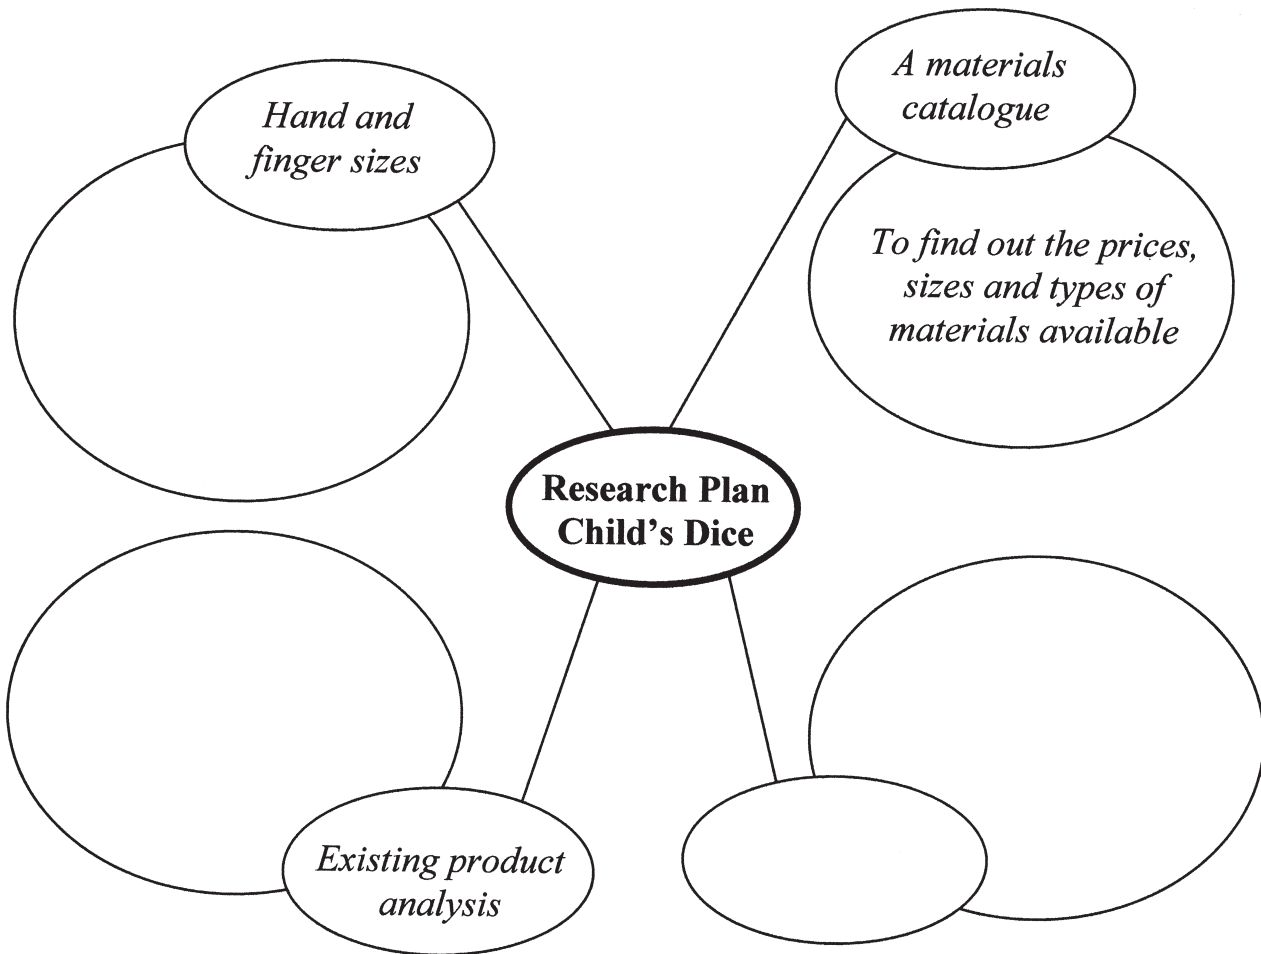 Hand and
finger sizes
A materials
catalogue
To find out the prices,
sizes and types of
materials available
Research Plan
Child's Dice
Existing product
analysis